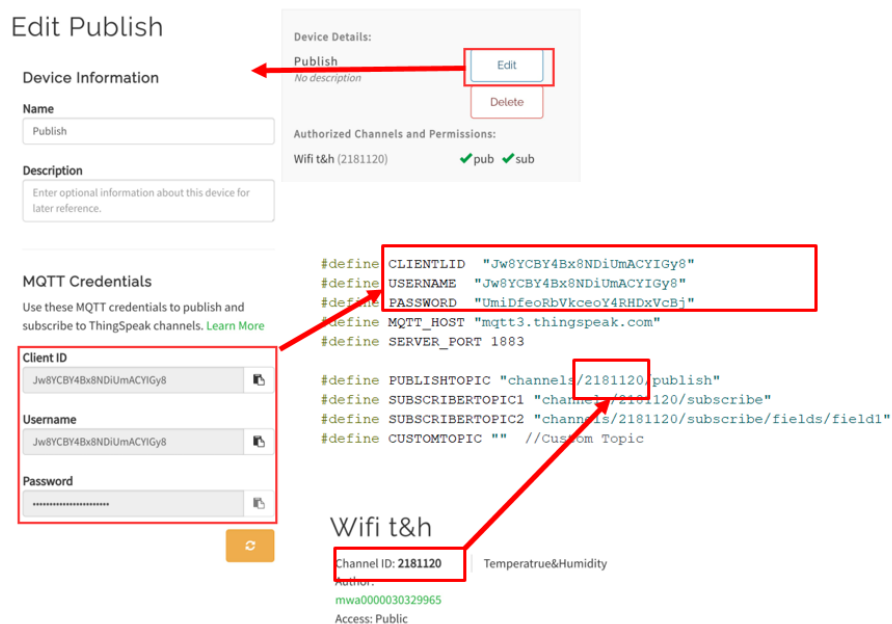 Edit Publish
Device Information
Name
Publish
Description
Enter optional information about this device for
later reference.
MQTT Credentials
Use these MQTT credentials to publish and
subscribe to ThingSpeak channels. Learn More
Client ID
Jw8YCBY4Bx8NDiUmACYIGy8
Username
Jw8YCBY4Bx8NDiUmACYIGy8
Password
Device Details:
Publish
Edit
No description
Delete
Authorized Channels and Permissions:
Wifi t&h (2181120) pub sub
#define CLIENTLID "Jw8YCBY4Bx8NDiUmACYIGy8"
#define USERNAME "Jw8YCBY4Bx8NDiUmACYIGy8"
#define PASSWORD "UmiDfeoRbVkceoY4RHDxVcBj"
#define MQTT_HOST "mqtt3.thingspeak.com"
#define SERVER_PORT 1883
#define PUBLISHTOPIC "channels/2181120/publish"
#define SUBSCRIBERTOPIC1 "channels/2181120/subscribe"
#define SUBSCRIBERTOPIC2 "channels/2181120/subscribe/fields/field1"
#define CUSTOMTOPIC "" //Custom Topic
Wifi t&h
Channel ID: 2181120 Temperatrue&Humidity
Author:
mwa0000030329965
Access: Public